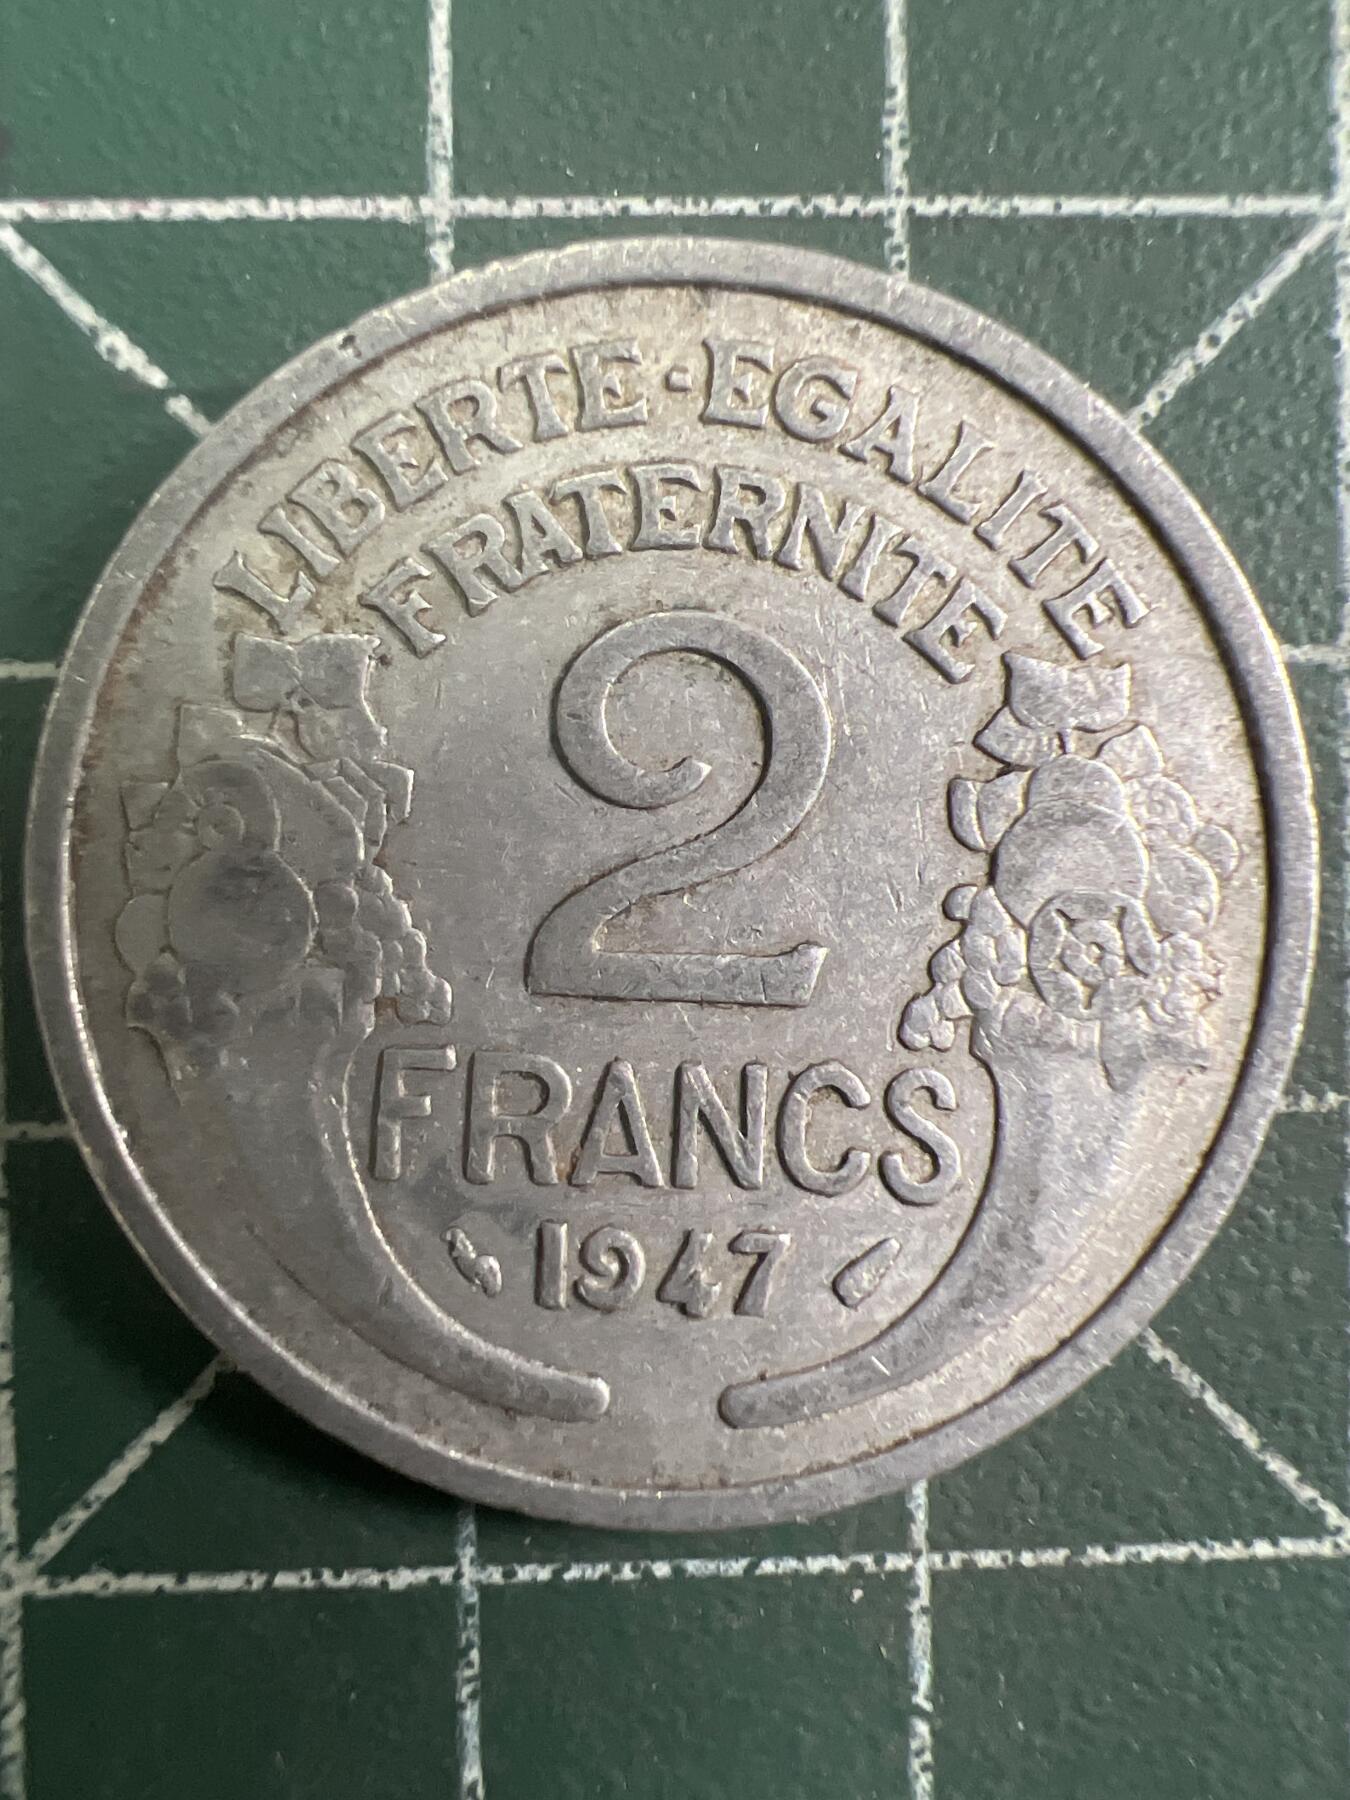 LIBERTE·EGALITE
FRATERNITE
2
FRANCS
1947